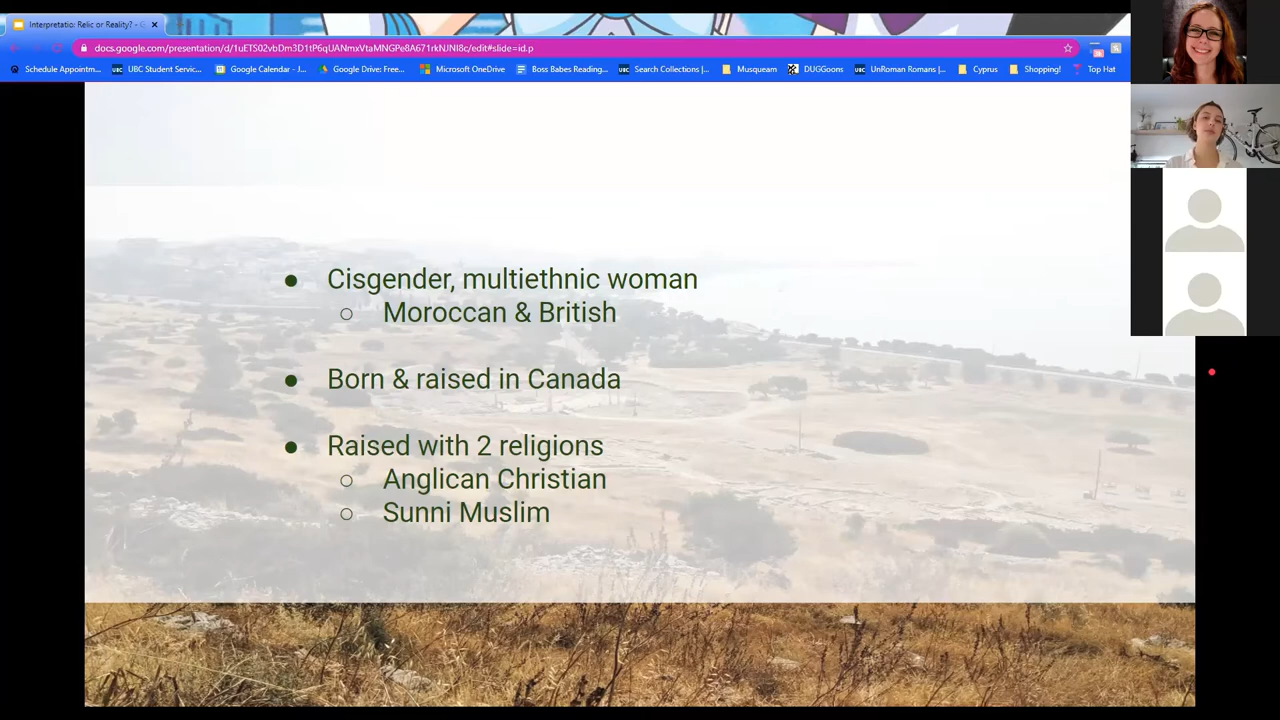 Interpretatio: Relic or Reality? -
docs.google.com/presentation/d/1uETS02vbDm3D1tP6qUANmxVtaMNGPe8A671rkNJNI8c/edit#slide=id.p
Schedule Appointm... UBC Student Servic... Google Calendar - J... Google Drive: Free... Microsoft OneDrive Boss Babes Reading... Search Collections |... Musqueam DUGGoons UnRoman Romans |... Cyprus Shopping! Top Hat
● Cisgender, multiethnic woman
○ Moroccan & British
● Born & raised in Canada
● Raised with 2 religions
○ Anglican Christian
○ Sunni Muslim